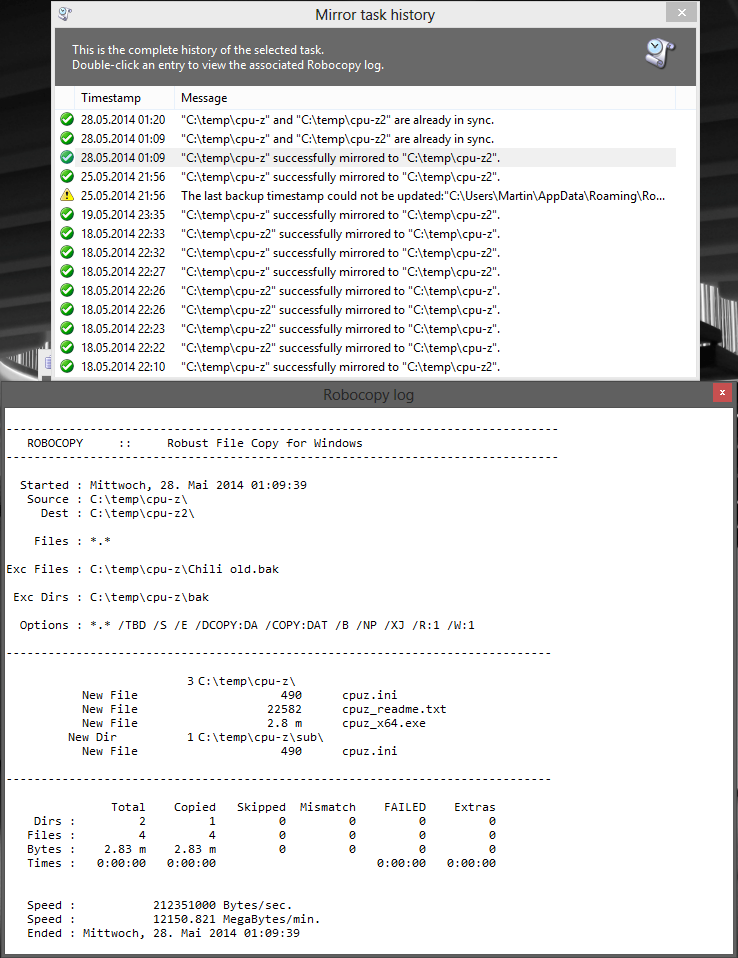 Mirror task history
This is the complete history of the selected task.
Double-click an entry to view the associated Robocopy log.
Timestamp Message
28.05.2014 01:20 "C:\temp\cpu-z" and "C:\temp\cpu-z2" are already in sync.
28.05.2014 01:09 "C:\temp\cpu-z" and "C:\temp\cpu-z2" are already in sync.
28.05.2014 01:09 "C:\temp\cpu-z" successfully mirrored to "C:\temp\cpu-z2".
25.05.2014 21:56 "C:\temp\cpu-z" successfully mirrored to "C:\temp\cpu-z2".
25.05.2014 21:56 The last backup timestamp could not be updated:"C:\Users\Martin\AppData\Roaming\Ro...
19.05.2014 23:35 "C:\temp\cpu-z" successfully mirrored to "C:\temp\cpu-z2".
18.05.2014 22:33 "C:\temp\cpu-z2" successfully mirrored to "C:\temp\cpu-z".
18.05.2014 22:32 "C:\temp\cpu-z" successfully mirrored to "C:\temp\cpu-z2".
18.05.2014 22:27 "C:\temp\cpu-z" successfully mirrored to "C:\temp\cpu-z2".
18.05.2014 22:26 "C:\temp\cpu-z2" successfully mirrored to "C:\temp\cpu-z".
18.05.2014 22:26 "C:\temp\cpu-z2" successfully mirrored to "C:\temp\cpu-z".
18.05.2014 22:23 "C:\temp\cpu-z2" successfully mirrored to "C:\temp\cpu-z".
18.05.2014 22:22 "C:\temp\cpu-z2" successfully mirrored to "C:\temp\cpu-z".
18.05.2014 22:10 "C:\temp\cpu-z" successfully mirrored to "C:\temp\cpu-z2".
Robocopy log
-------------------------------------------------------------------------------
ROBOCOPY :: Robust File Copy for Windows
-------------------------------------------------------------------------------
Started : Mittwoch, 28. Mai 2014 01:09:39
Source : C:\temp\cpu-z\
Dest : C:\temp\cpu-z2\
Files : *.*
Exc Files : C:\temp\cpu-z\Chili old.bak
Exc Dirs : C:\temp\cpu-z\bak
Options : *.* /TBD /S /E /DCOPY:DA /COPY:DAT /B /NP /XJ /R:1 /W:1
------------------------------------------------------------------------------
3 C:\temp\cpu-z\
New File 490 cpuz.ini
New File 22582 cpuz_readme.txt
New File 2.8 m cpuz_x64.exe
New Dir 1 C:\temp\cpu-z\sub\
New File 490 cpuz.ini
------------------------------------------------------------------------------
Total Copied Skipped Mismatch FAILED Extras
Dirs : 2 1 0 0 0 0
Files : 4 4 0 0 0 0
Bytes : 2.83 m 2.83 m 0 0 0 0
Times : 0:00:00 0:00:00 0:00:00 0:00:00
Speed : 212351000 Bytes/sec.
Speed : 12150.821 MegaBytes/min.
Ended : Mittwoch, 28. Mai 2014 01:09:39